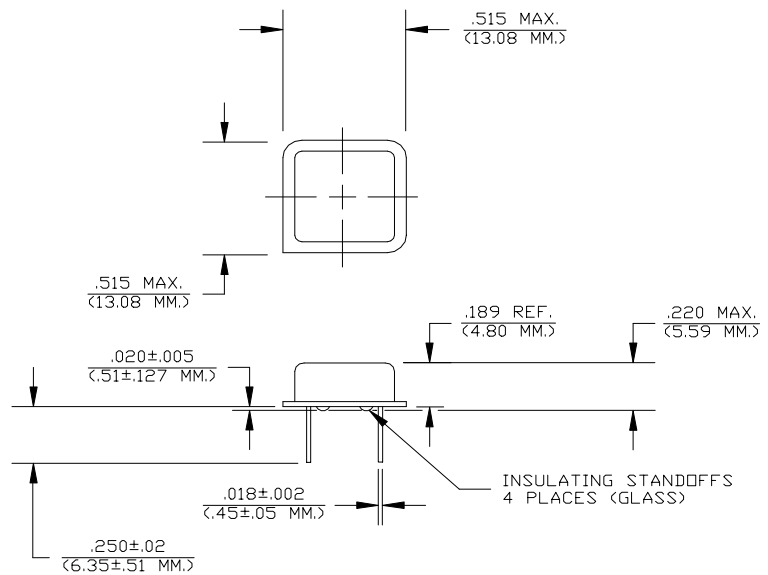 .515 MAX.
(13.08 MM.)
.515 MAX.
(13.08 MM.)
.189 REF.
(4.80 MM.)
.220 MAX.
(5.59 MM.)
.020±.005
(.51±.127 MM.)
.018±.002
(.45±.05 MM.)
INSULATING STANDOFFS
4 PLACES (GLASS)
.250±.02
(6.35±.51 MM.)